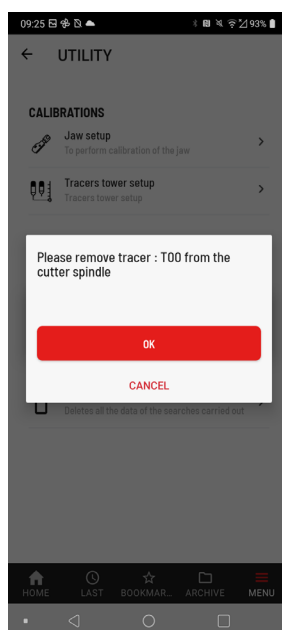 09:25
93%
UTILITY
CALIBRATIONS
Jaw setup
To perform calibration of the jaw
Tracers tower setup
Tracers tower setup
Please remove tracer : T00 from the
cutter spindle
OK
CANCEL
Deletes all the data of the searches carried out
HOME LAST BOOKMAR... ARCHIVE MENU